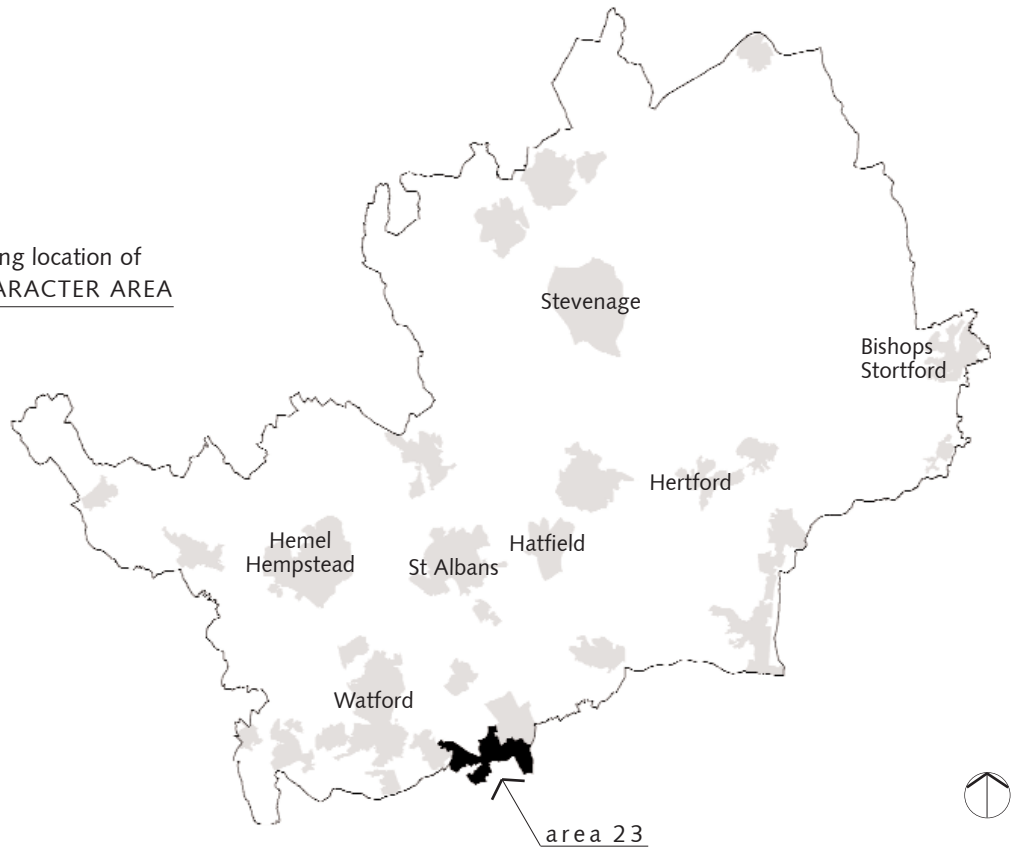 ng location of
ARACTER AREA
Stevenage
Bishops
Stortford
Hertford
Hatfield
Hemel
Hempstead
St Albans
Watford
area 23